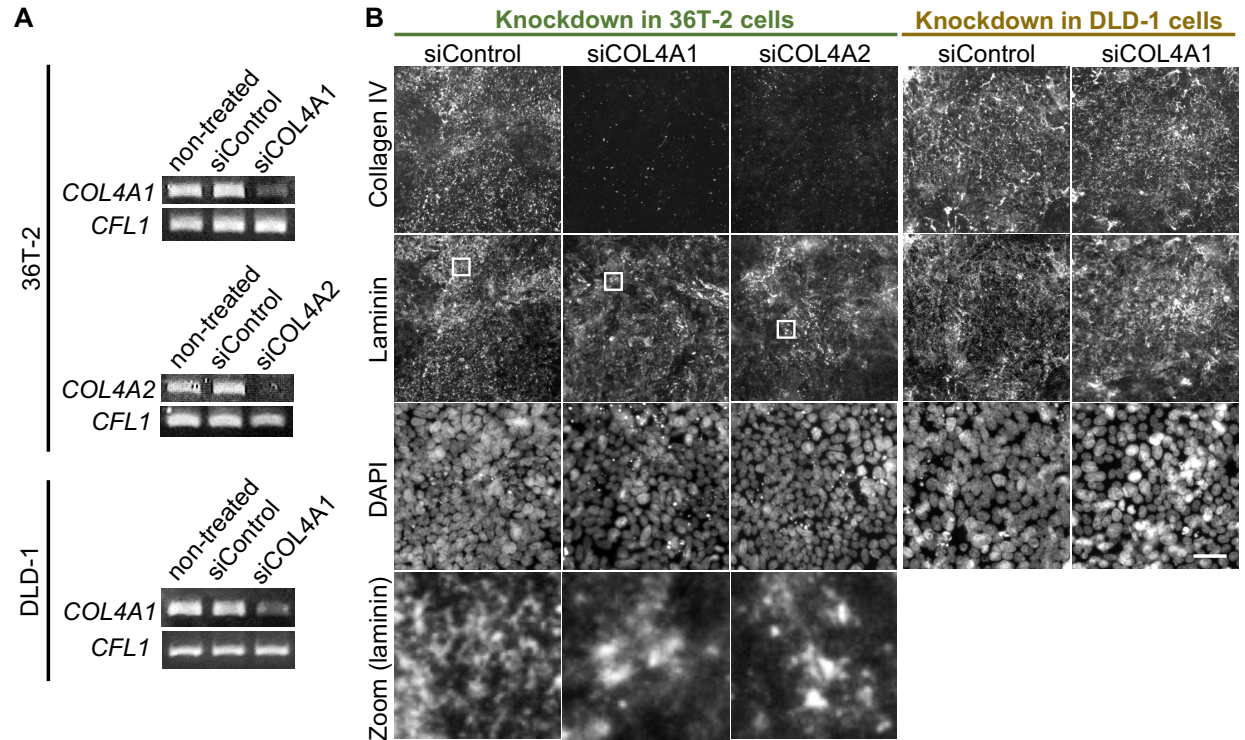 A
non-treated
siControl
siCOL4A1
COL4A1
CFL1
36T-2
non-treated
siControl
siCOL4A2
COL4A2
CFL1
non-treated
siControl
siCOL4A1
DLD-1
COL4A1
CFL1
B
Knockdown in 36T-2 cells
Knockdown in DLD-1 cells
siControl
siCOL4A1
siCOL4A2
siControl
siCOL4A1
Collagen IV
Laminin
DAPI
Zoom (laminin)